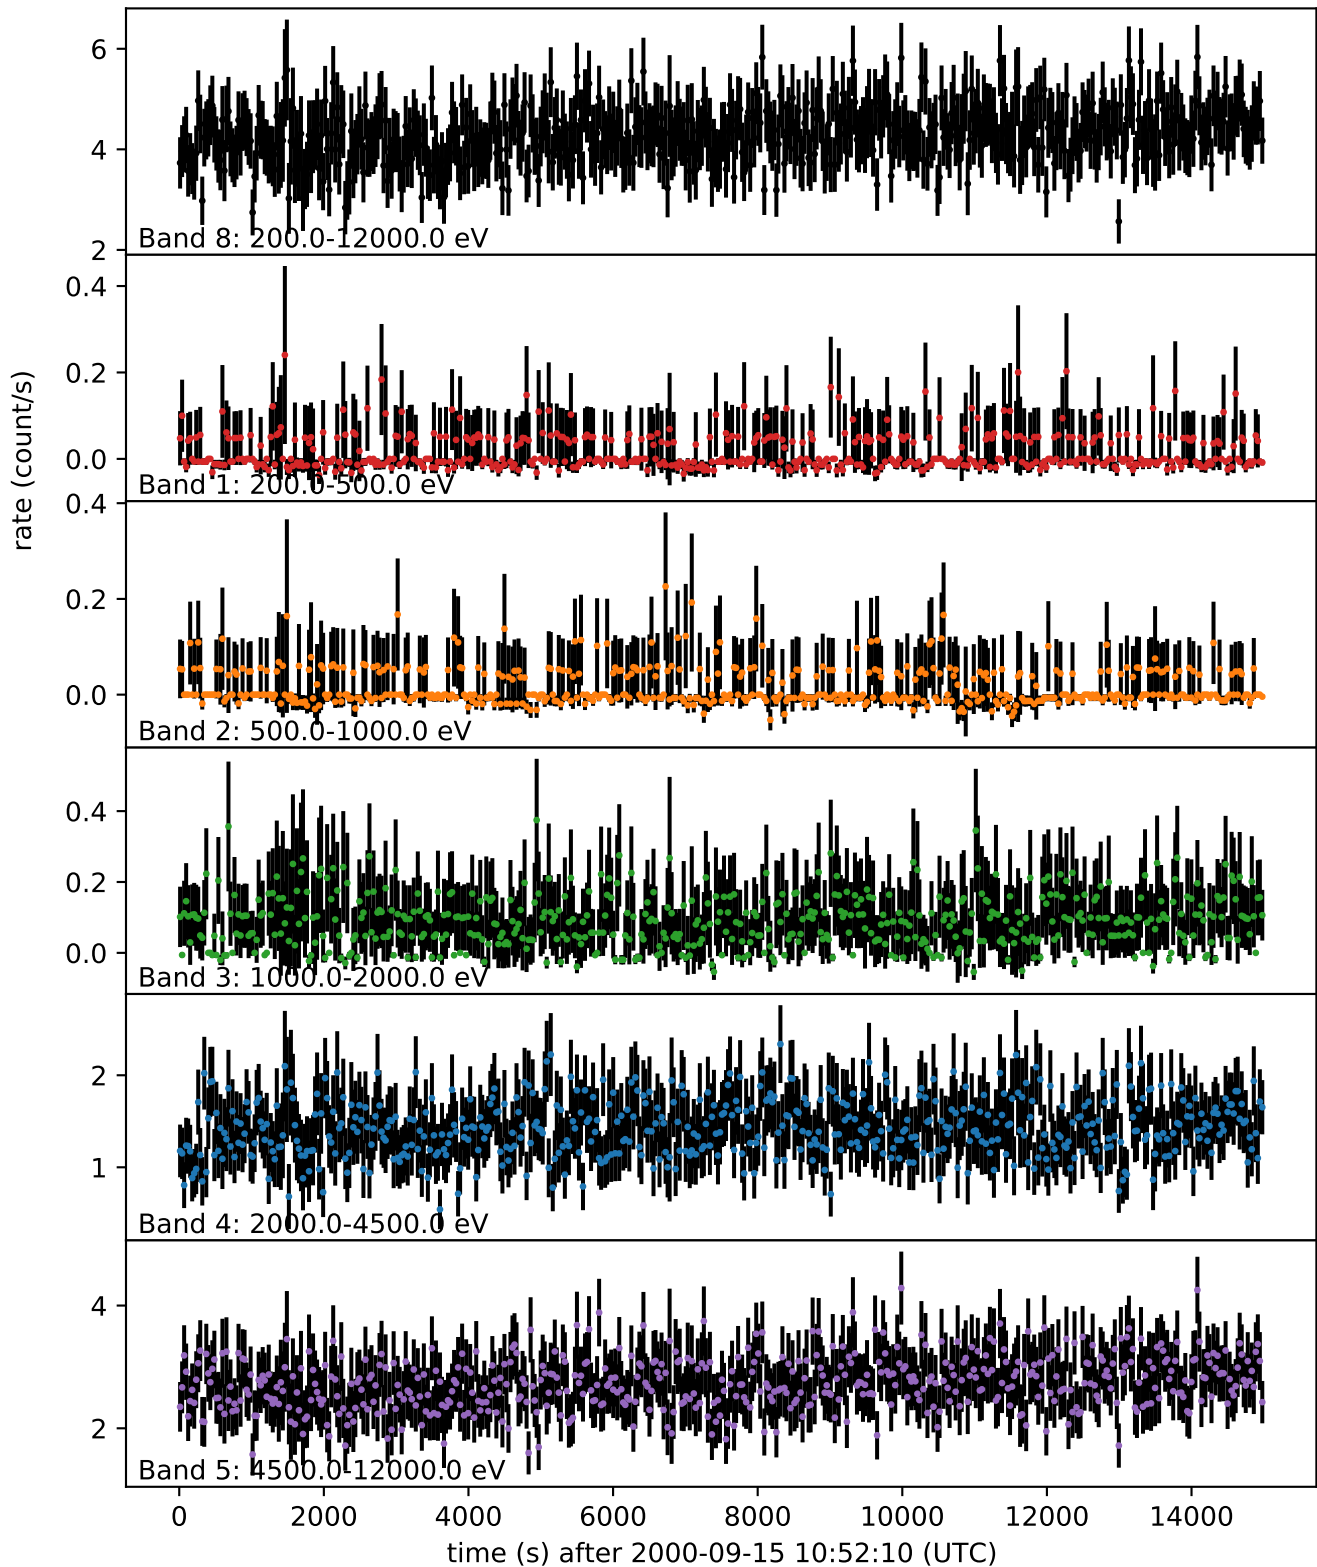 6
4
2
Band 8: 200.0-12000.0 eV
0.4
0.2
0.0
Band 1: 200.0-500.0 eV
rate (count/s)
0.4
0.2
0.0
Band 2: 500.0-1000.0 eV
0.4
0.2
0.0
Band 3: 1000.0-2000.0 eV
2
1
Band 4: 2000.0-4500.0 eV
4
2
Band 5: 4500.0-12000.0 eV
0 2000 4000 6000 8000 10000 12000 14000
time (s) after 2000-09-15 10:52:10 (UTC)